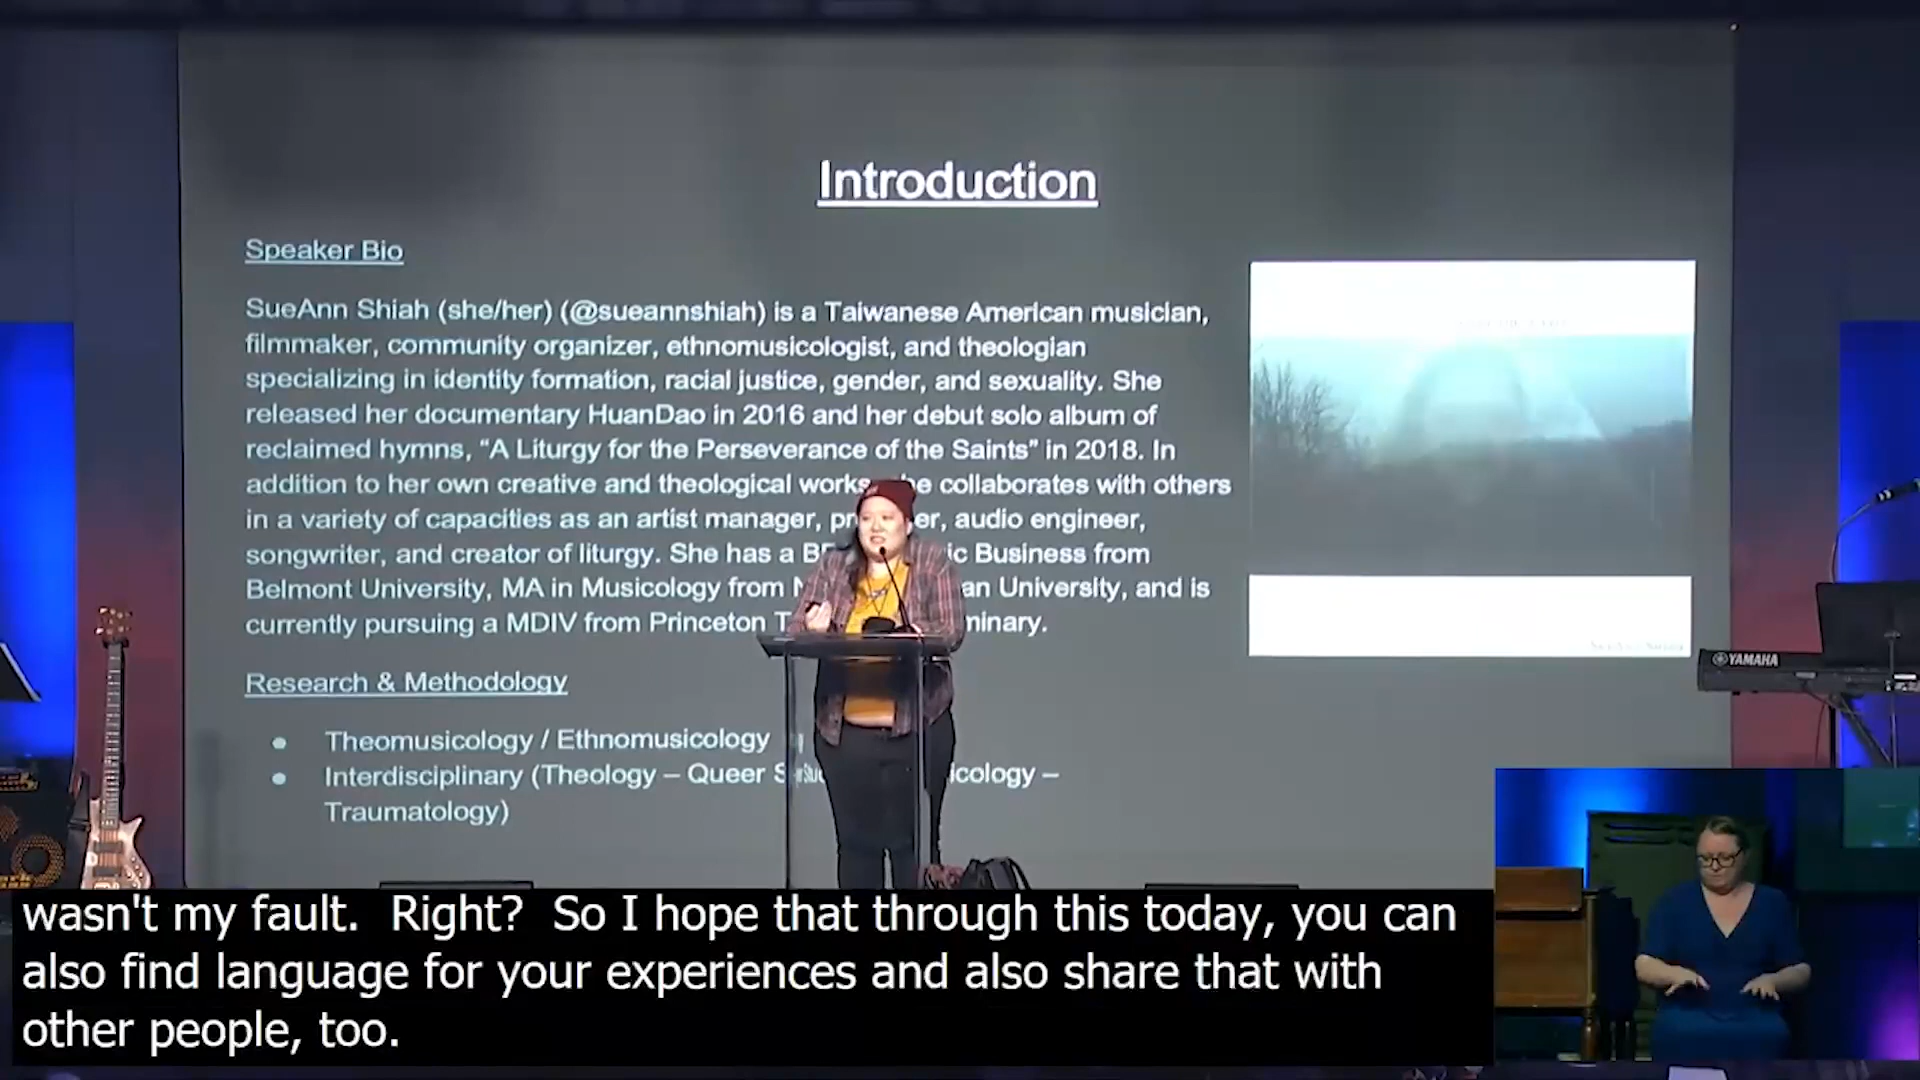 Introduction
Speaker Bio
SueAnn Shiah (she/her) (@sueannshiah) is a Taiwanese American musician,
filmmaker, community organizer, ethnomusicologist, and theologian
specializing in identity formation, racial justice, gender, and sexuality. She
released her documentary HuanDao in 2016 and her debut solo album of
reclaimed hymns, “A Liturgy for the Perseverance of the Saints” in 2018. In
addition to her own creative and theological works, collaborates with others
in a variety of capacities as an artist manager, audio engineer,
songwriter, and creator of liturgy. She has a Business from
Belmont University, MA in Musicology from University, and is
currently pursuing a MDIV from Princeton
Research & Methodology
● Theomusicology / Ethnomusicology
● Interdisciplinary (Theology – Queer –
Traumatology)
YAMAHA
wasn't my fault. Right? So I hope that through this today, you can
also find language for your experiences and also share that with
other people, too.